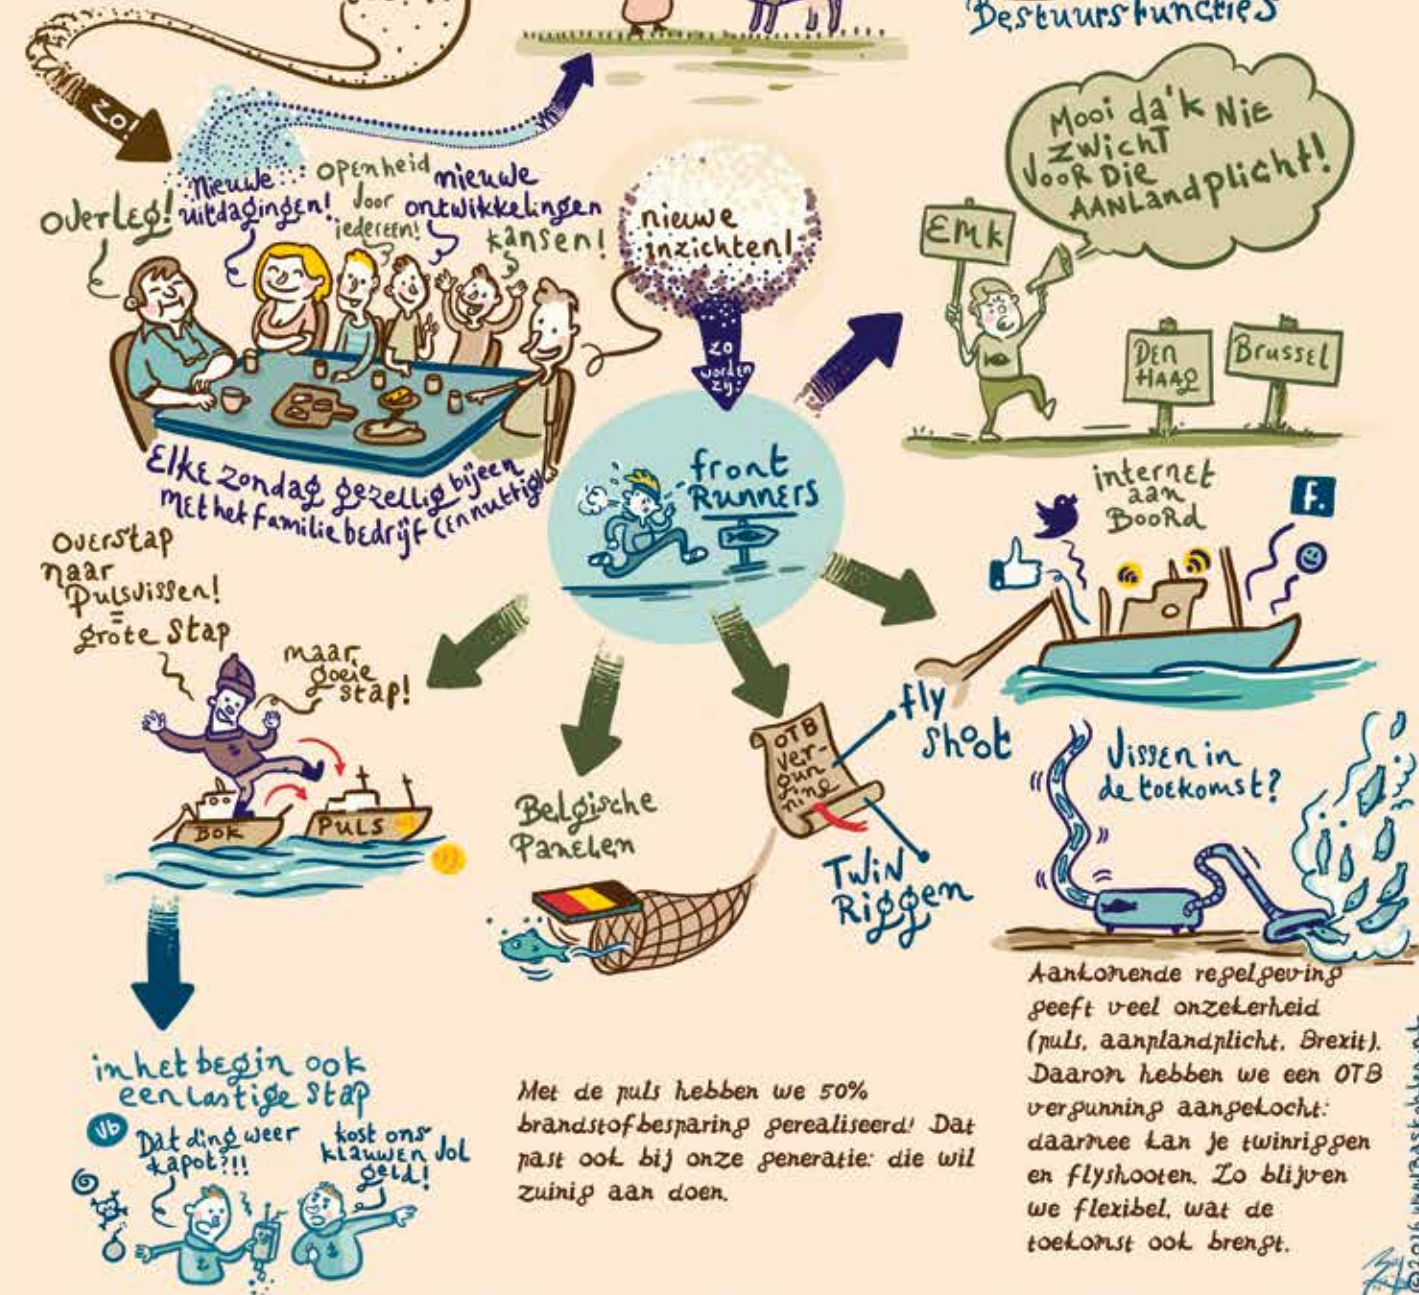 Bestuursfuncties
ZO!
Overleg!
nieuwe
uitdagingen!
openheid
door
iedereen!
nieuwe
ontwikkelingen
kansen!
nieuwe
inzichten!
zo
worden
zij:
Elke zondag gezellig bijeen
met het familiebedrijf (en nuttig)
Mooi da'k nie
zwicht
voor die
AANLandplicht!
EMK
DEN
HAAG
Brussel
front
Runners
internet
aan
Boord
f.
Overstap
naar
Pulsvissen!
=
grote stap
maar
goeie
stap!
BOK
PULS
Belgische
Panelen
OTB
ver-
gun
ning
fly
shoot
Twin
Riggen
Vissen in
de toekomst?
in het begin ook
een lastige stap
Vb
Dat ding weer
kapot?!!
kost ons
klauwen vol
geld!
Met de puls hebben we 50%
brandstofbesparing gerealiseerd! Dat
past ook bij onze generatie: die wil
zuinig aan doen.
Aankomende regelgeving
geeft veel onzekerheid
(puls, aanplandplicht, Brexit).
Daarom hebben we een OTB
vergunning aangekocht:
daarmee kan je twinriggen
en flyshooten. Zo blijven
we flexibel, wat de
toekomst ook brengt.